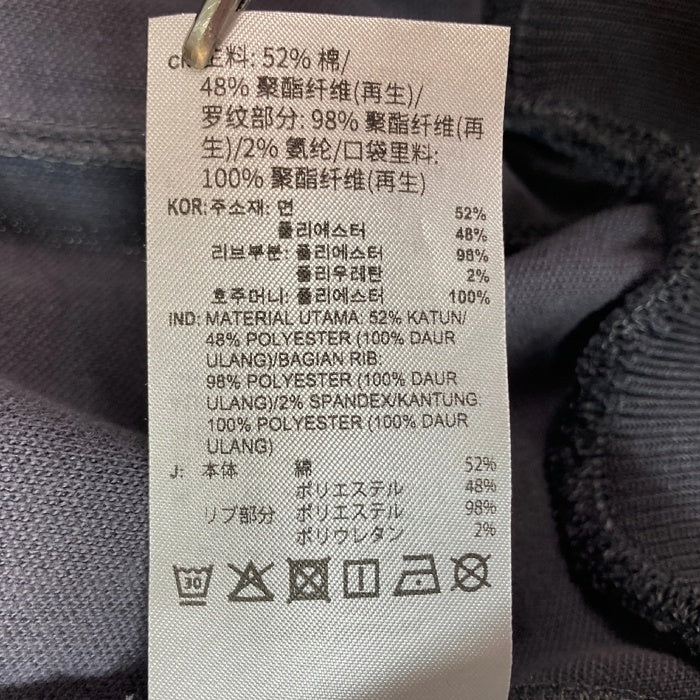 主料: 52% 棉/
48% 聚酯纤维(再生)/
罗纹部分: 98% 聚酯纤维(再
生)/2% 氨纶/口袋里料:
100% 聚酯纤维(再生)
KOR: 주소재: 면 52%
폴리에스터 48%
리브부분: 폴리에스터 98%
폴리우레탄 2%
호주머니: 폴리에스터 100%
IND: MATERIAL UTAMA: 52% KATUN/
48% POLYESTER (100% DAUR
ULANG)/BAGIAN RIB:
98% POLYESTER (100% DAUR
ULANG)/2% SPANDEX/KANTUNG:
100% POLYESTER (100% DAUR
ULANG)
J: 本体 綿 52%
ポリエステル 48%
リブ部分 ポリエステル 98%
ポリウレタン 2%
30